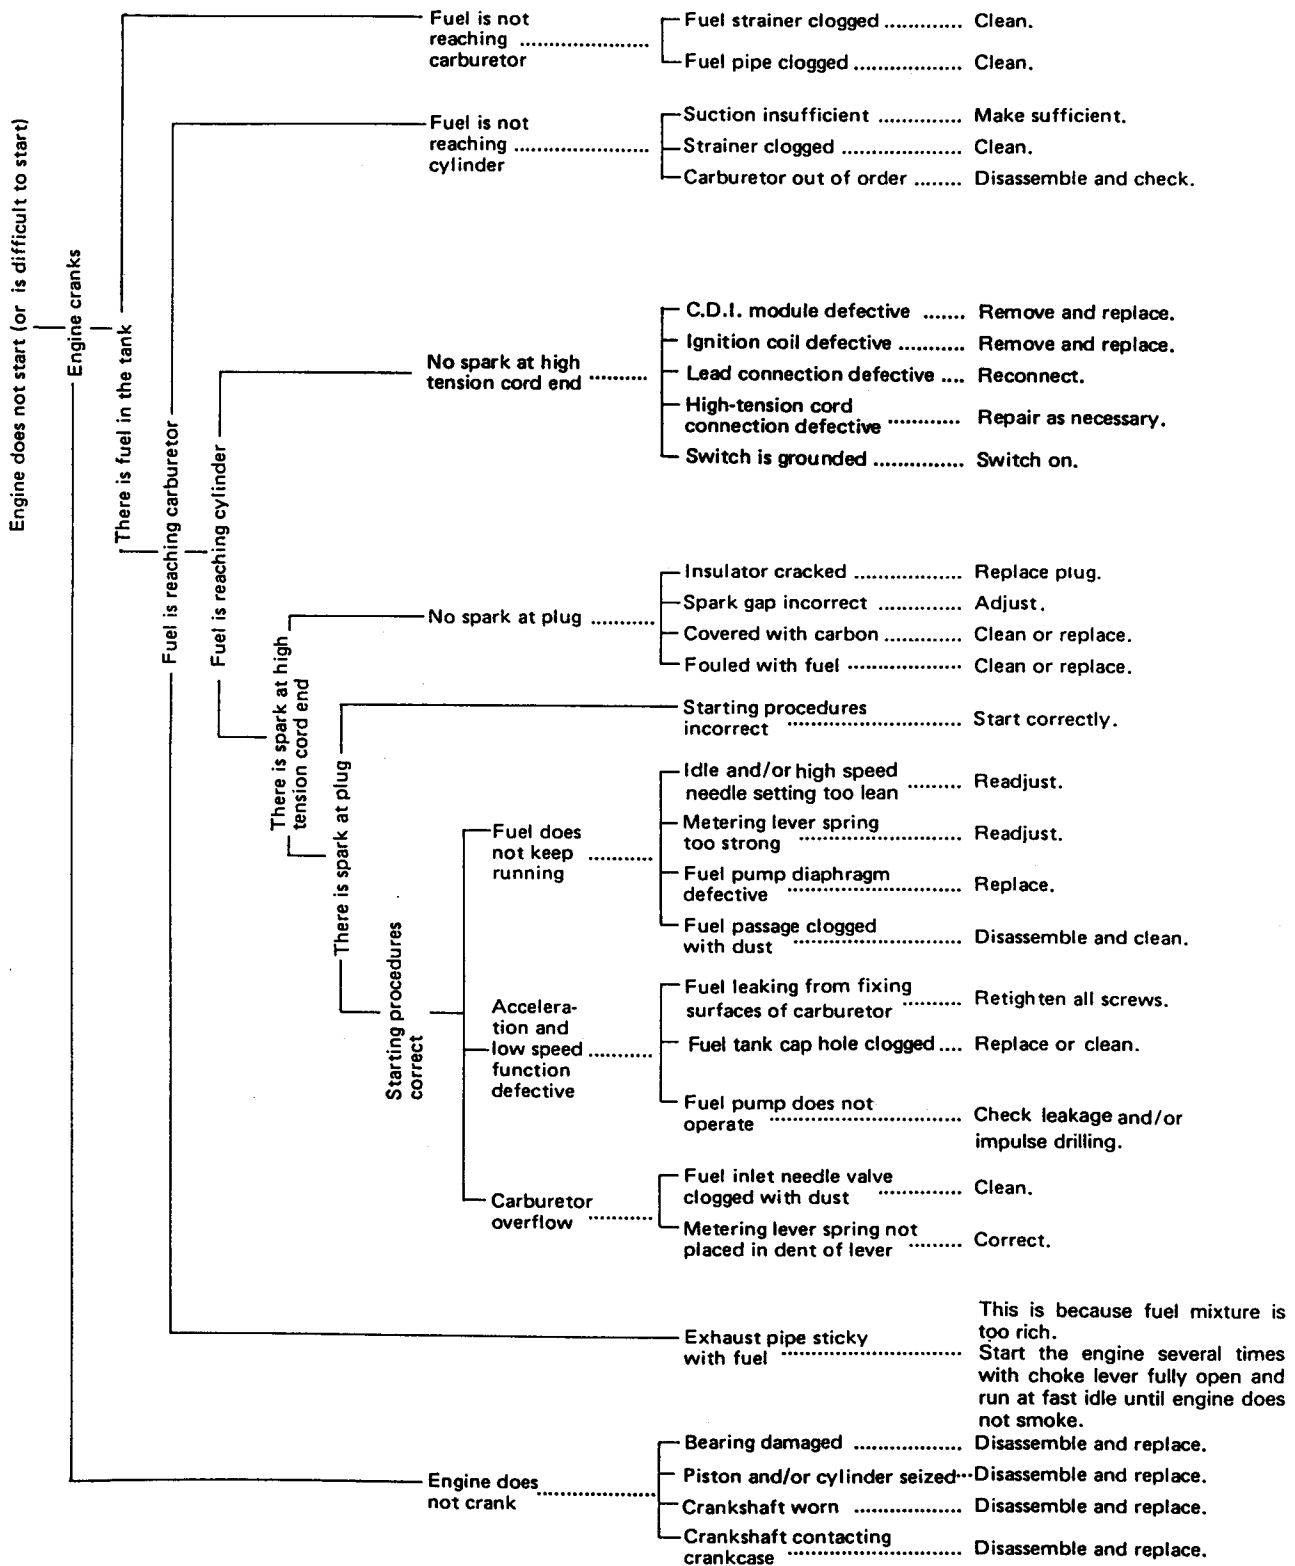 Engine does not start (or is difficult to start)
Engine cranks
There is fuel in the tank
Fuel is reaching carburetor
Fuel is reaching cylinder
There is spark at high
tension cord end
There is spark at plug
Starting procedures
correct
Fuel is not
reaching
carburetor
Fuel strainer clogged ............. Clean.
Fuel pipe clogged .................. Clean.
Fuel is not
reaching
cylinder
Suction insufficient ............. Make sufficient.
Strainer clogged .................... Clean.
Carburetor out of order ........ Disassemble and check.
No spark at high
tension cord end
C.D.I. module defective ....... Remove and replace.
Ignition coil defective ........... Remove and replace.
Lead connection defective .... Reconnect.
High-tension cord
connection defective ............ Repair as necessary.
Switch is grounded ............... Switch on.
No spark at plug
Insulator cracked .................. Replace plug.
Spark gap incorrect .............. Adjust.
Covered with carbon ............. Clean or replace.
Fouled with fuel ................... Clean or replace.
Starting procedures
incorrect ............................. Start correctly.
Fuel does
not keep
running
Idle and/or high speed
needle setting too lean ......... Readjust.
Metering lever spring
too strong ........................... Readjust.
Fuel pump diaphragm
defective ............................. Replace.
Fuel passage clogged
with dust ............................ Disassemble and clean.
Accelera-
tion and
low speed
function
defective
Fuel leaking from fixing
surfaces of carburetor ......... Retighten all screws.
Fuel tank cap hole clogged .... Replace or clean.
Fuel pump does not
operate ................................ Check leakage and/or
impulse drilling.
Carburetor
overflow
Fuel inlet needle valve
clogged with dust ............. Clean.
Metering lever spring not
placed in dent of lever ......... Correct.
Exhaust pipe sticky
with fuel .............................. This is because fuel mixture is
too rich.
Start the engine several times
with choke lever fully open and
run at fast idle until engine does
not smoke.
Engine does
not crank
Bearing damaged .................. Disassemble and replace.
Piston and/or cylinder seized... Disassemble and replace.
Crankshaft worn .................. Disassemble and replace.
Crankshaft contacting
crankcase ............................. Disassemble and replace.